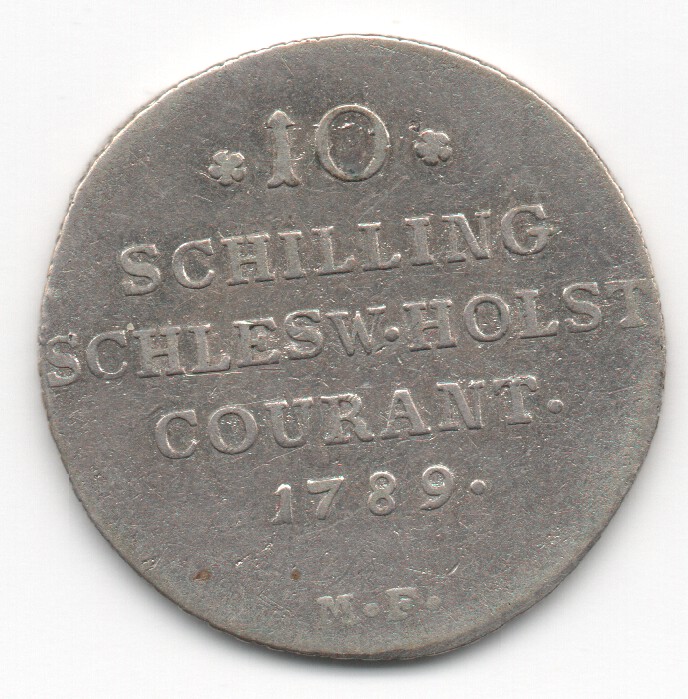 10
SCHILLING
SCHLESW·HOLST
COURANT.
1789.
M.F.